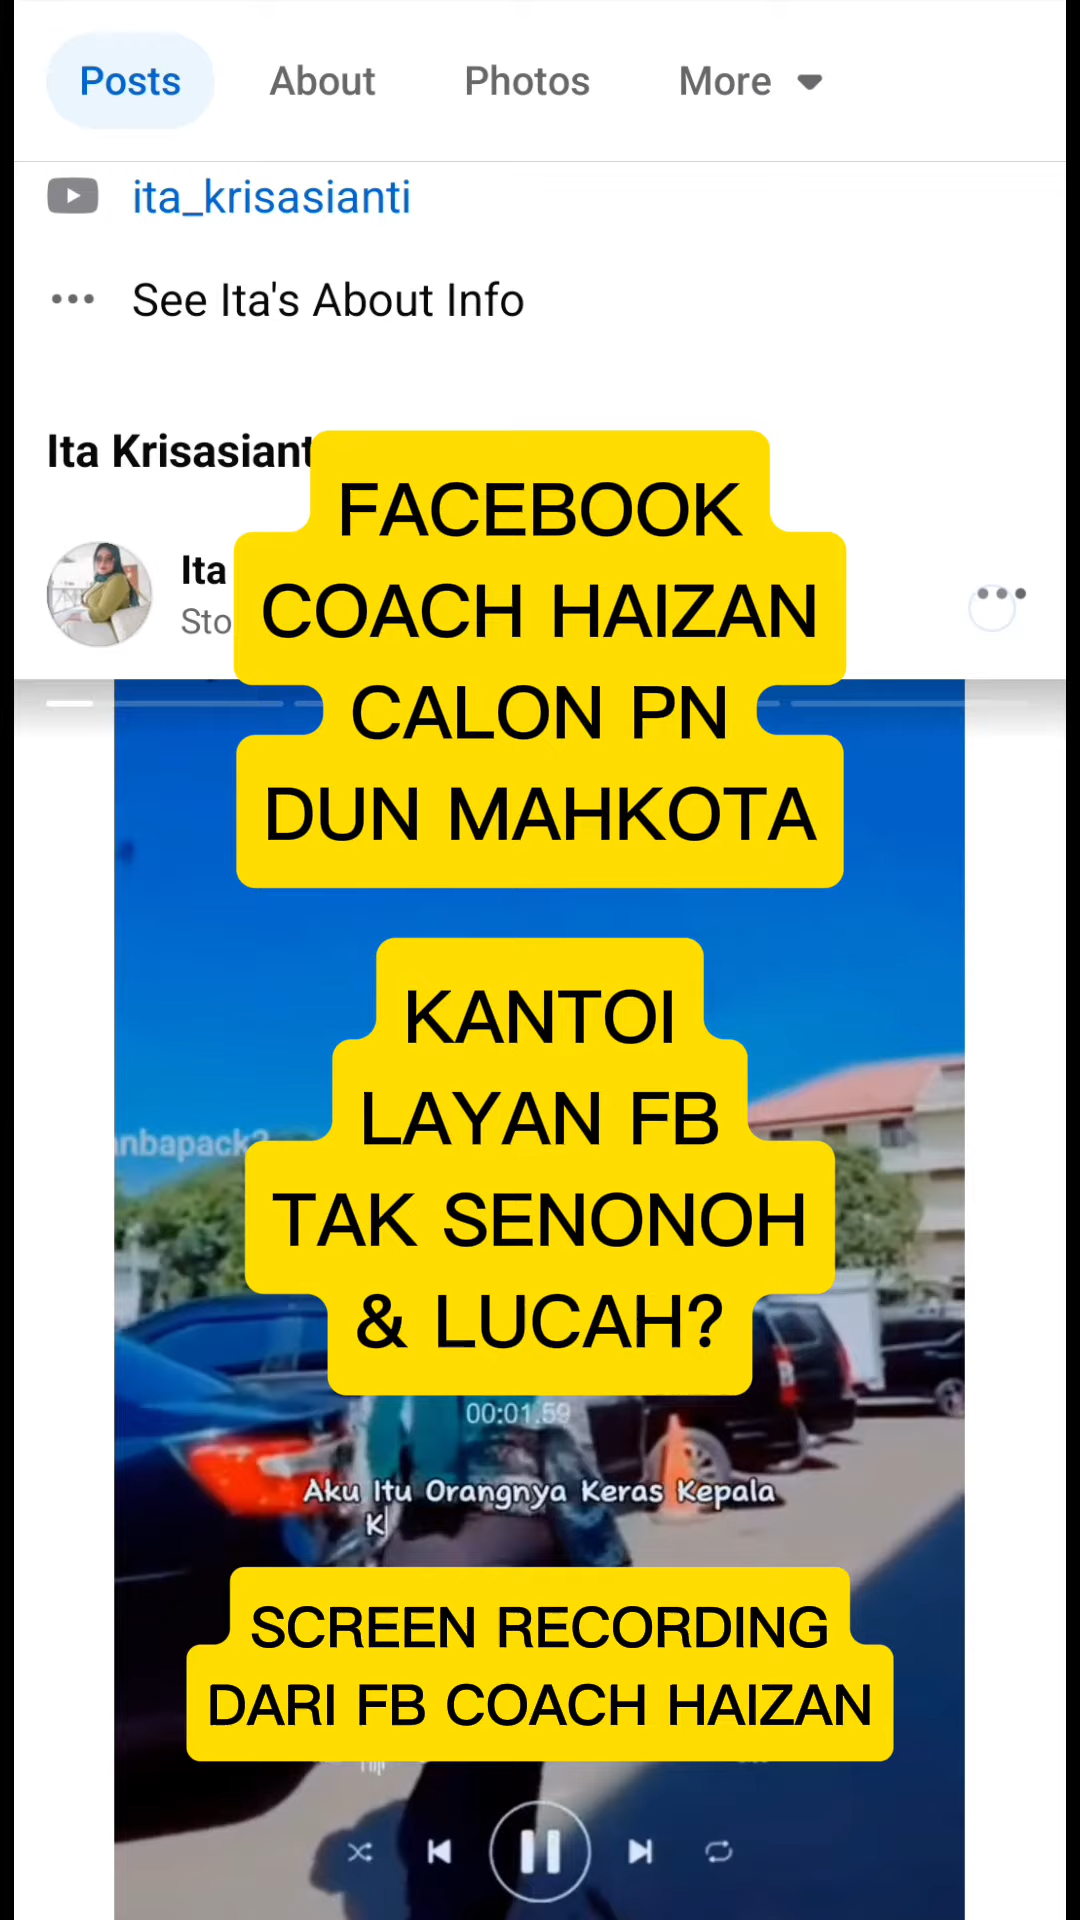 Posts About Photos More
ita_krisasianti
See Ita's About Info
Ita Krisasiant
FACEBOOK
COACH HAIZAN
CALON PN
DUN MAHKOTA
Ita
Sto
KANTOI
LAYAN FB
TAK SENONOH
& LUCAH?
00:01.59
Aku Itu Orangnya Keras Kepala
K
SCREEN RECORDING
DARI FB COACH HAIZAN